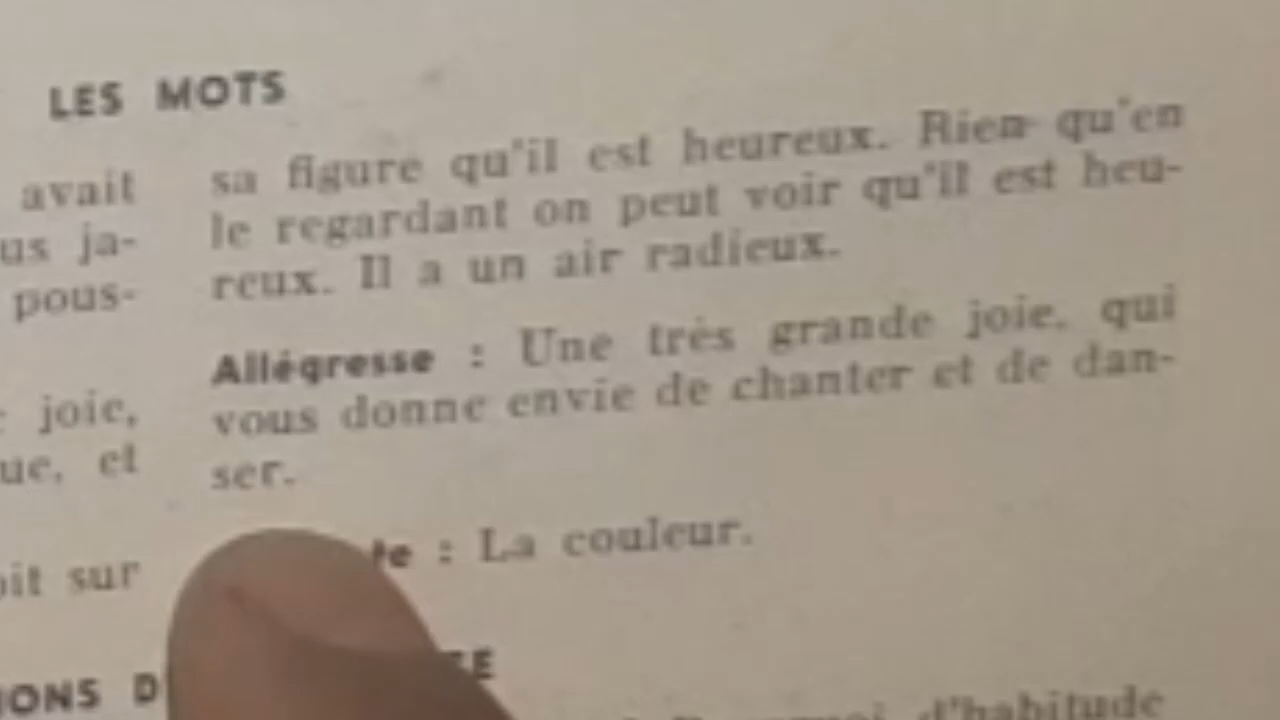 LES MOTS
avait
us ja-
pous-
joie,
ue, et
oit sur
sa figure qu'il est heureux. Rien qu'en
le regardant on peut voir qu'il est heu-
reux. Il a un air radieux.
Allégresse : Une très grande joie, qui
vous donne envie de chanter et de dan-
ser.
te : La couleur.
IONS D
E
d'habitude